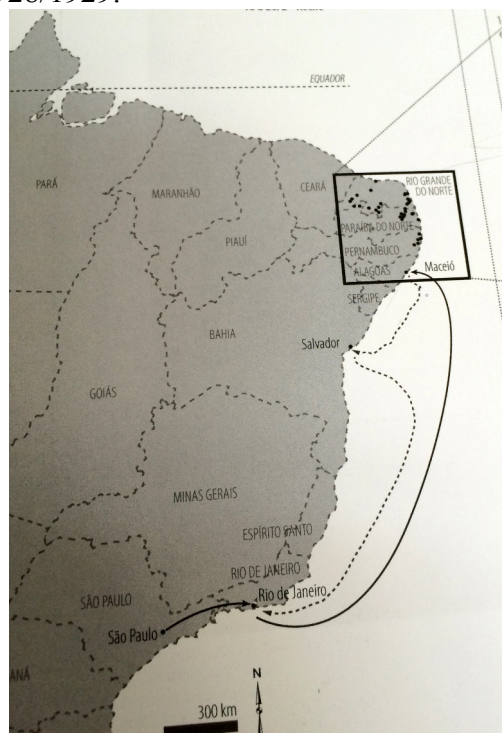 EQUADOR
PARÁ
MARANHÃO
CEARÁ
RIO GRANDE
DO NORTE
PARAÍBA DO NORTE
PIAUÍ
PERNAMBUCO
ALAGOAS
Maceió
SERGIPE
BAHIA
Salvador
GOIÁS
MINAS GERAIS
ESPÍRITO SANTO
RIO DE JANEIRO
Rio de Janeiro
SÃO PAULO
São Paulo
ANÁ
N
300 km